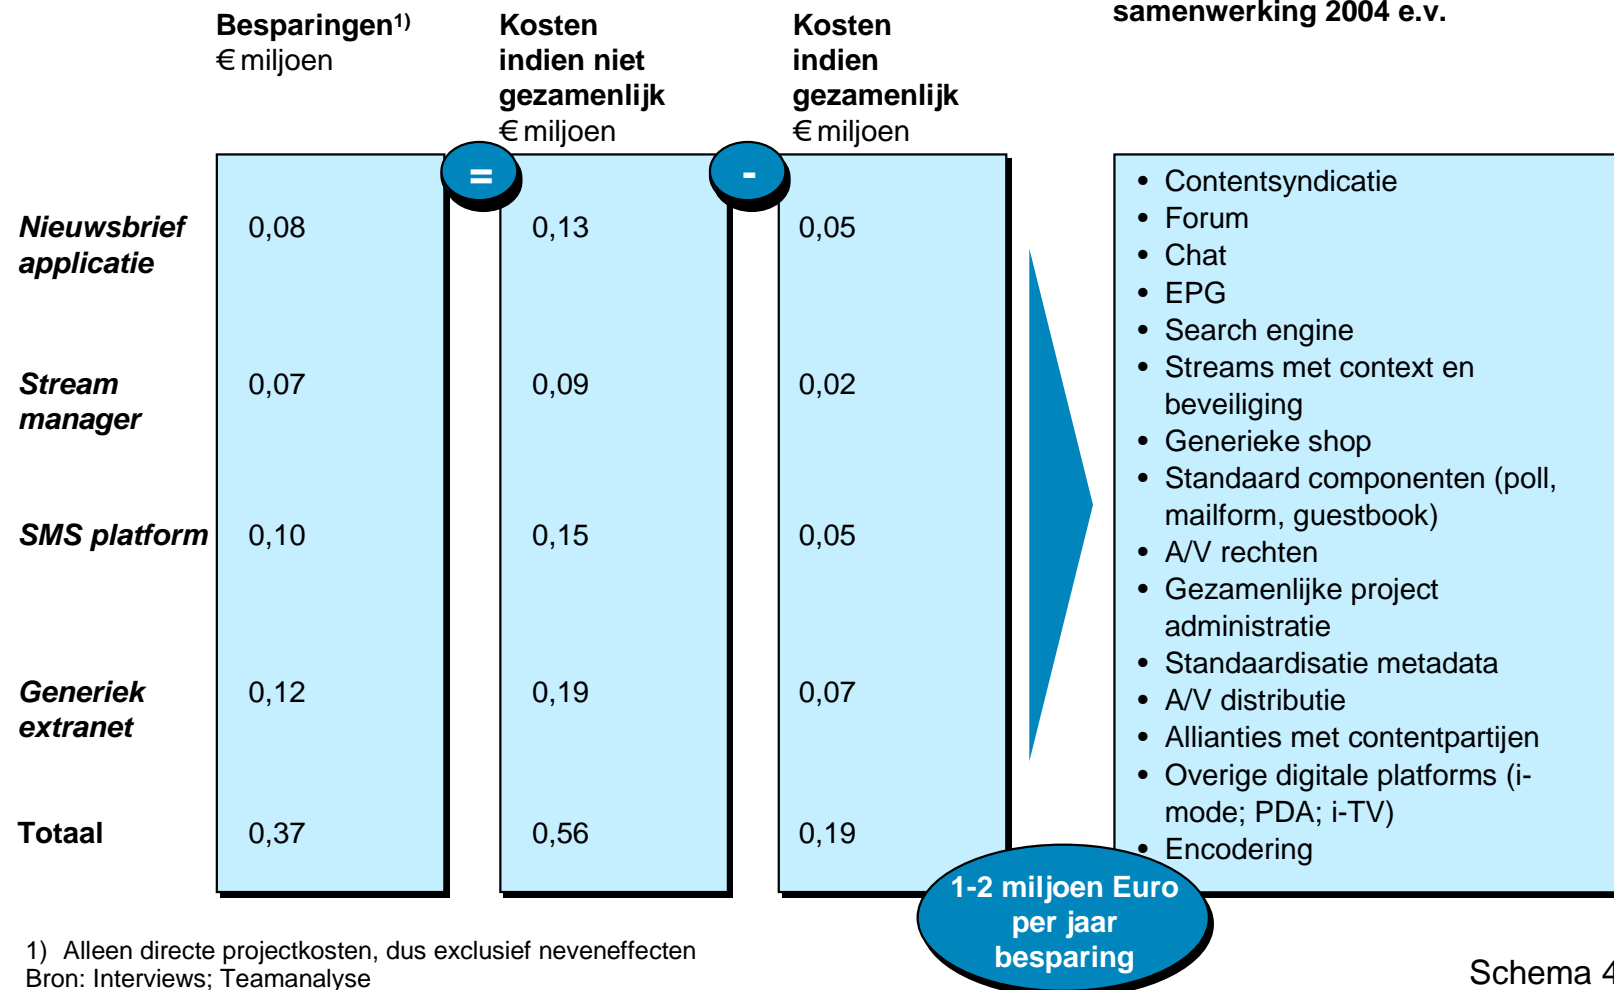 samenwerking 2004 e.v.
Besparingen1)
€ miljoen
Kosten
indien niet
gezamenlijk
€ miljoen
Kosten
indien
gezamenlijk
€ miljoen
=
-
Nieuwsbrief
applicatie
0,08
0,13
0,05
Stream
manager
0,07
0,09
0,02
SMS platform
0,10
0,15
0,05
Generiek
extranet
0,12
0,19
0,07
Totaal
0,37
0,56
0,19
• Contentsyndicatie
• Forum
• Chat
• EPG
• Search engine
• Streams met context en
beveiliging
• Generieke shop
• Standaard componenten (poll,
mailform, guestbook)
• A/V rechten
• Gezamenlijke project
administratie
• Standaardisatie metadata
• A/V distributie
• Allianties met contentpartijen
• Overige digitale platforms (i-
mode; PDA; i-TV)
• Encodering
1-2 miljoen Euro
per jaar
besparing
1) Alleen directe projectkosten, dus exclusief neveneffecten
Bron: Interviews; Teamanalyse
Schema 4